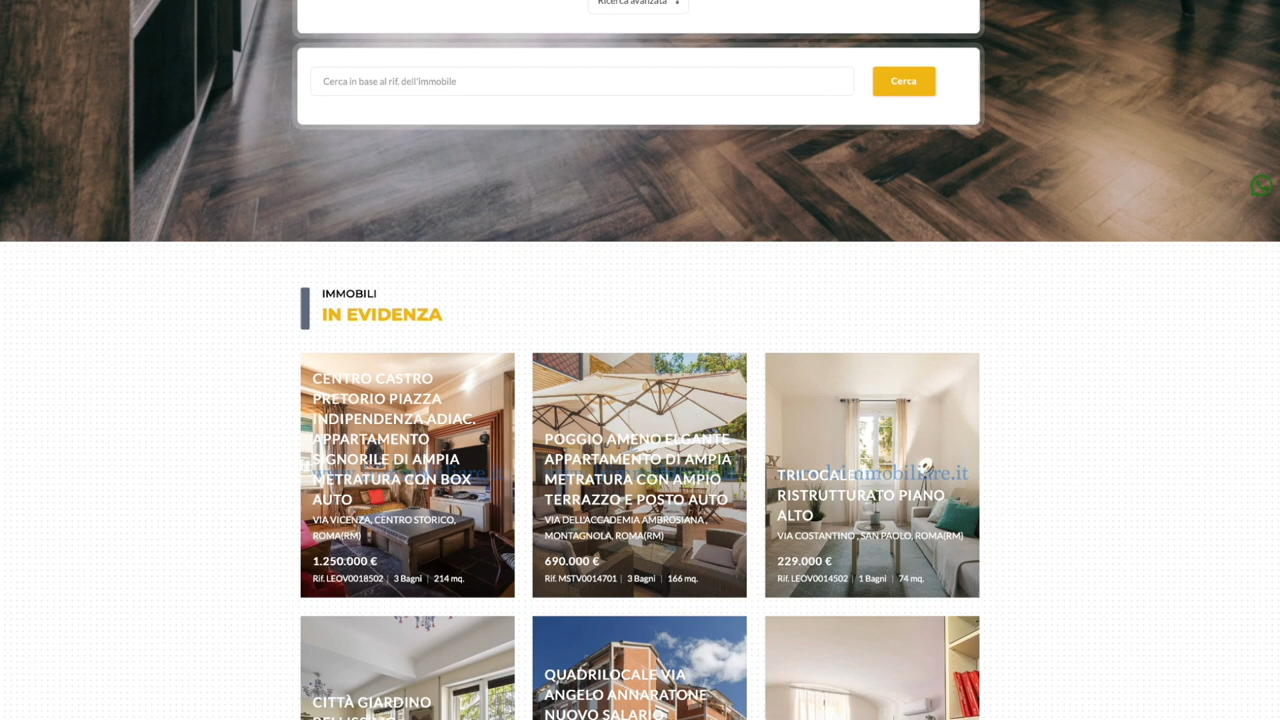 Ricerca avanzata
Cerca in base al rif. dell'immobile
Cerca
IMMOBILI
IN EVIDENZA
CENTRO CASTRO
PRETORIO PIAZZA
INDIPENDENZA ADIAC.
APPARTAMENTO
SIGNORILE DI AMPIA
METRATURA CON BOX
AUTO
VIA VICENZA, CENTRO STORICO,
ROMA(RM)
1.250.000 €
Rif. LEOV0018502 | 3 Bagni | 214 mq.
POGGIO AMENO ELGANTE
APPARTAMENTO DI AMPIA
METRATURA CON AMPIO
TERRAZZO E POSTO AUTO
VIA DELL'ACCADEMIA AMBROSIANA ,
MONTAGNOLA, ROMA(RM)
690.000 €
Rif. MSTV0014701 | 3 Bagni | 166 mq.
TRILOCALE
RISTRUTTURATO PIANO
ALTO
VIA COSTANTINO , SAN PAOLO, ROMA(RM)
229.000 €
Rif. LEOV0014502 | 1 Bagni | 74 mq.
CITTÀ GIARDINO
QUADRILOCALE VIA
ANGELO ANNARATONE
NUOVO SALARIO